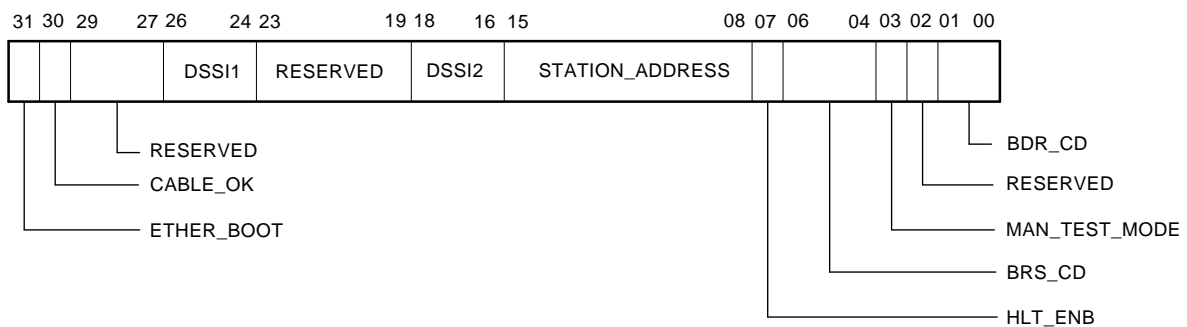 31 30 29 27 26 24 23 19 18 16 15 08 07 06 04 03 02 01 00
DSSI1 RESERVED DSSI2 STATION_ADDRESS
RESERVED
CABLE_OK
ETHER_BOOT
BDR_CD
RESERVED
MAN_TEST_MODE
BRS_CD
HLT_ENB